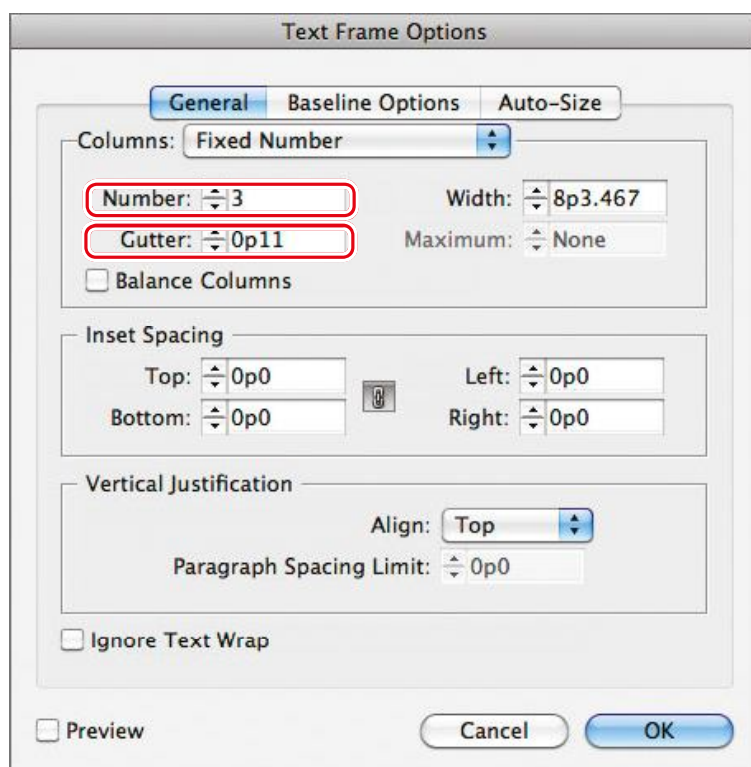 Text Frame Options
General Baseline Options Auto-Size
Columns: Fixed Number
Number: 3 Width: 8p3.467
Gutter: 0p11 Maximum: None
Balance Columns
Inset Spacing
Top: 0p0 Left: 0p0
Bottom: 0p0 Right: 0p0
Vertical Justification
Align: Top
Paragraph Spacing Limit: 0p0
Ignore Text Wrap
Preview Cancel OK